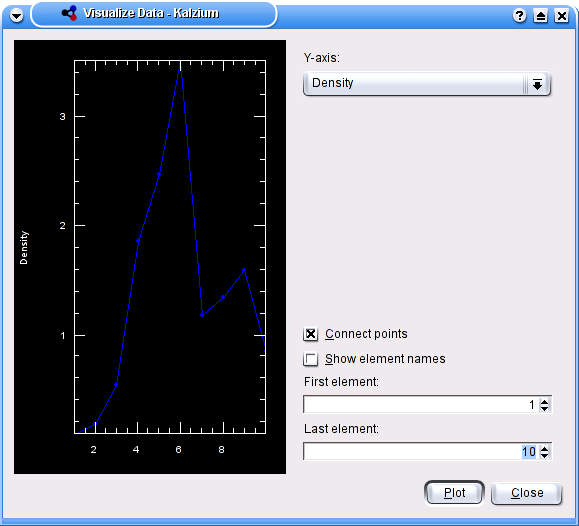 Visualize Data - Kalzium
Y-axis:
Density
3
2
1
Density
2
4
6
8
Connect points
Show element names
First element:
1
Last element:
10
Plot
Close